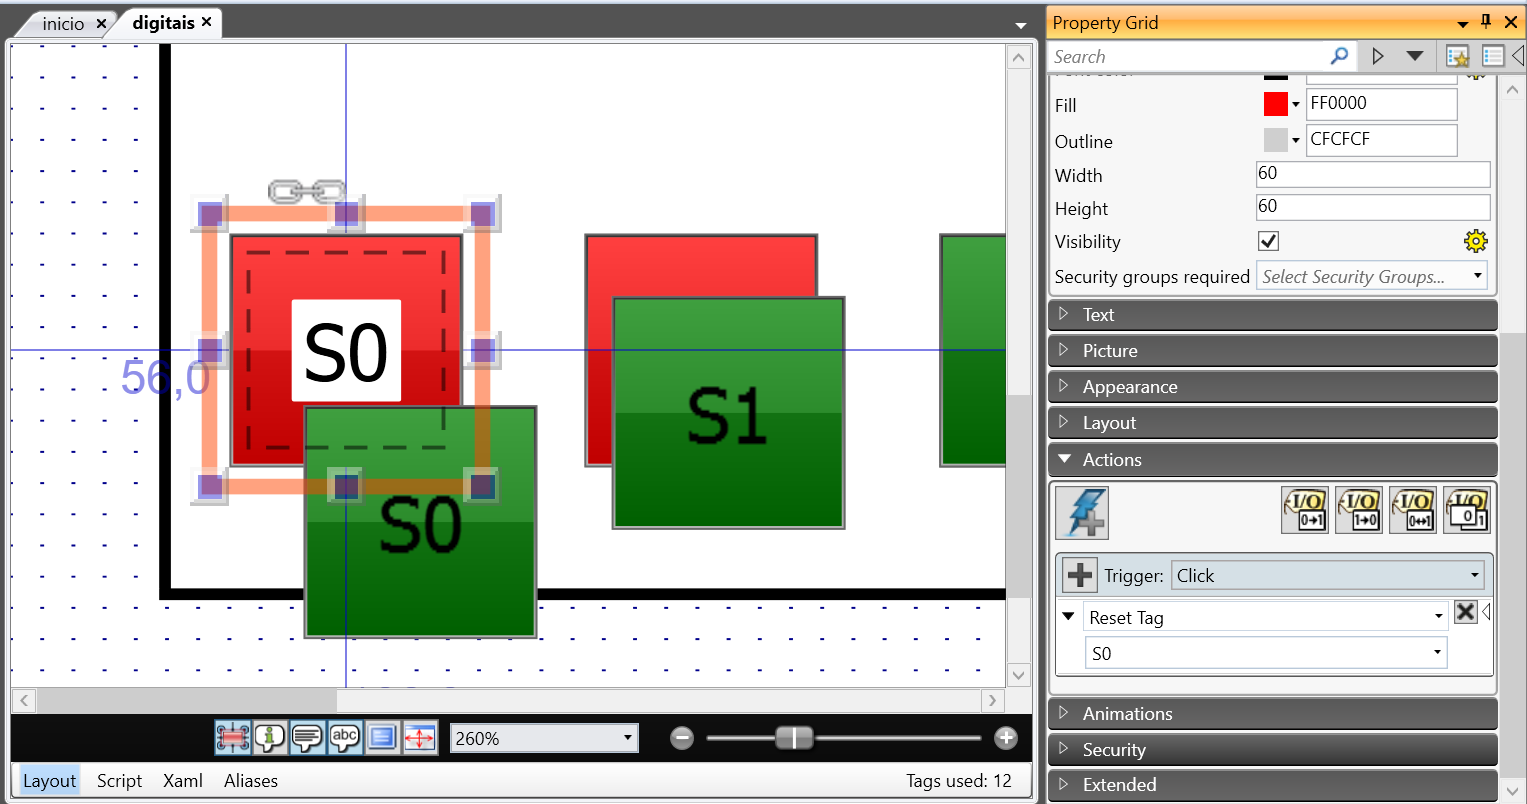 inicio
digitais
Property Grid
Search
Fill
FF0000
Outline
CFCFCF
Width
60
Height
60
Visibility
Security groups required
Select Security Groups...
Text
Picture
Appearance
Layout
Actions
I/O 0→1
I/O 1→0
I/O 0↔1
I/O 0 1
Trigger:
Click
Reset Tag
S0
Animations
Security
Extended
56,0
S0
S0
S1
abc
260%
Layout
Script
Xaml
Aliases
Tags used: 12